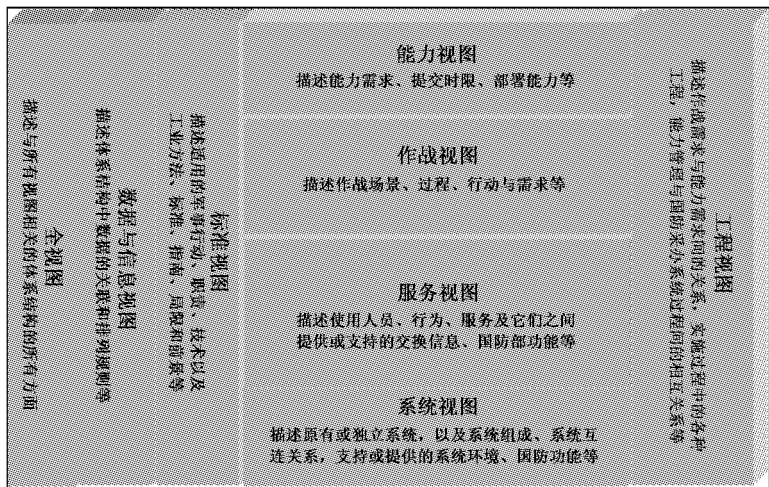 全视图
描述与所有视图相关的体系结构的所有方面
数据与信息视图
描述体系结构中数据的关联和排列规则等
标准视图
描述适用的军事行动、职责、技术以及
工业方法、标准、指南、局限和前景等
能力视图
描述能力需求、提交时限、部署能力等
作战视图
描述作战场景、过程、行动与需求等
服务视图
描述使用人员、行为、服务及它们之间
提供或支持的交换信息、国防部功能等
系统视图
描述原有或独立系统，以及系统组成、系统互
连关系，支持或提供的系统环境、国防功能等
工程视图
描述作战需求与能力需求间的关系，实施过程中的各种
工程，能力管理与国防采办系统过程间的相互关系等